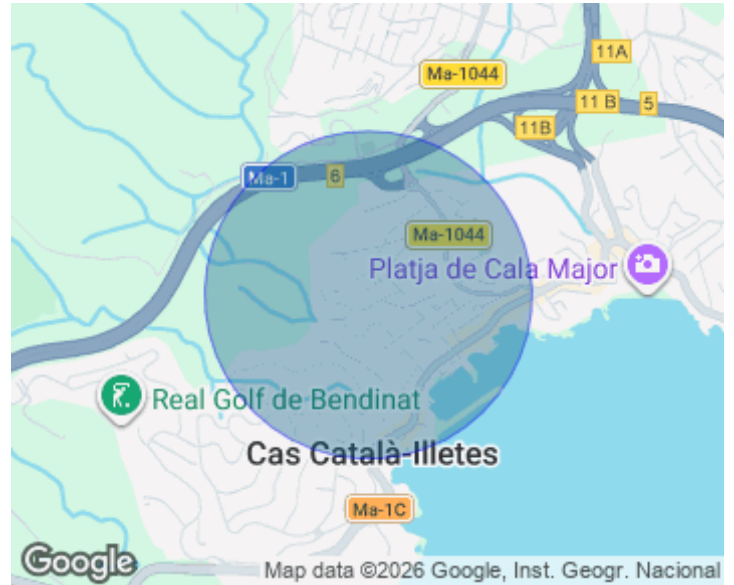 11A
Ma-1044
11 B
5
11B
Ma-1
6
Ma-1044
Platja de Cala Major
Real Golf de Bendinat
Cas Català-Illetes
Ma-1C
Google
Map data ©2026 Google, Inst. Geogr. Nacional